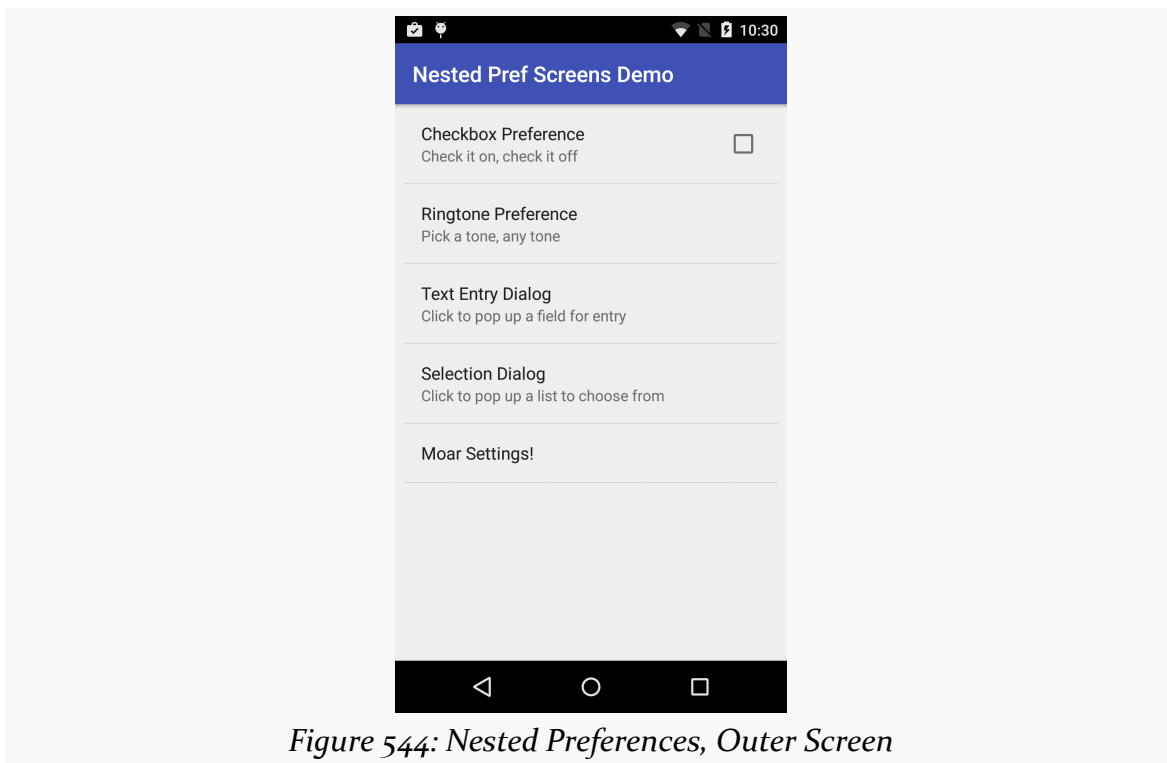 10:30
Nested Pref Screens Demo
Checkbox Preference
Check it on, check it off
Ringtone Preference
Pick a tone, any tone
Text Entry Dialog
Click to pop up a field for entry
Selection Dialog
Click to pop up a list to choose from
Moar Settings!
Figure 544: Nested Preferences, Outer Screen